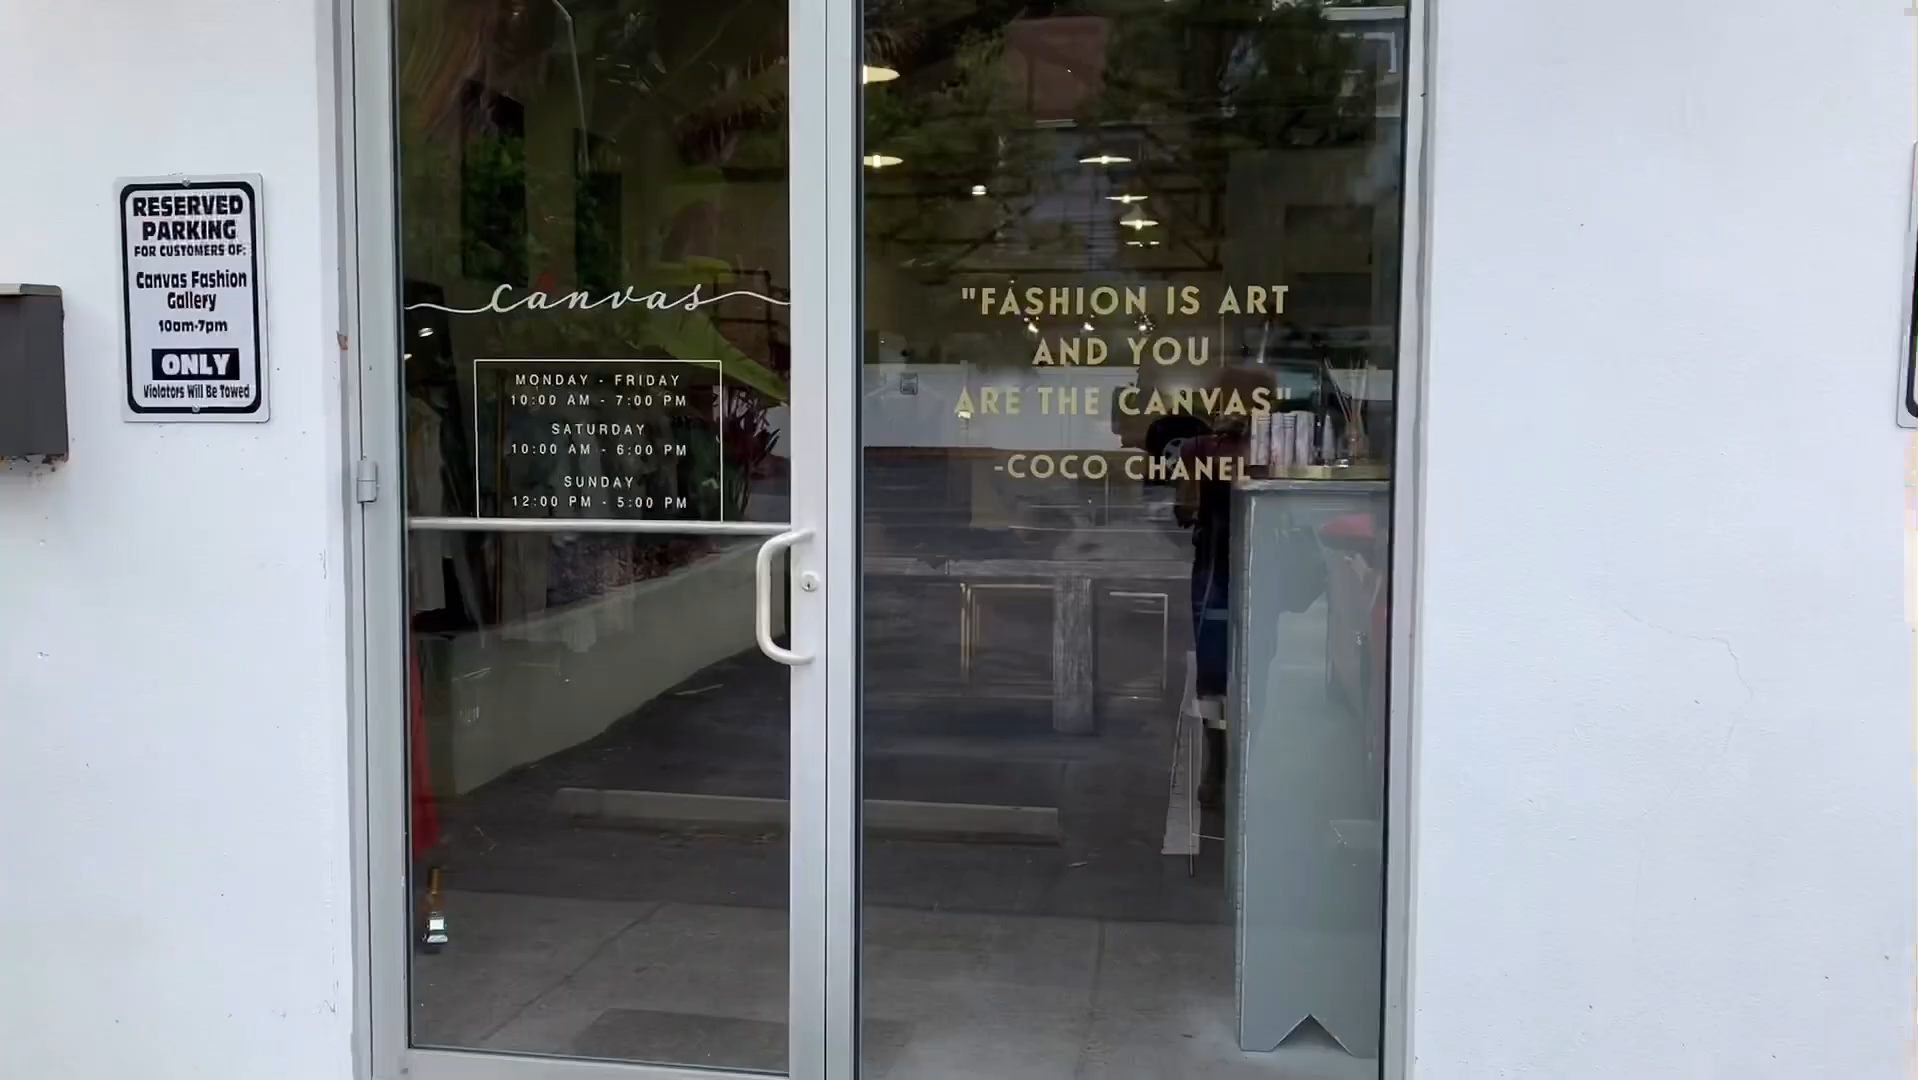 RESERVED
PARKING
FOR CUSTOMERS OF:
Canvas Fashion
Gallery
10am-7pm
ONLY
Violators Will Be Towed
canvas
MONDAY - FRIDAY
10:00 AM - 7:00 PM
SATURDAY
10:00 AM - 6:00 PM
SUNDAY
12:00 PM - 5:00 PM
"FASHION IS ART
AND YOU
ARE THE CANVAS"
-COCO CHANEL